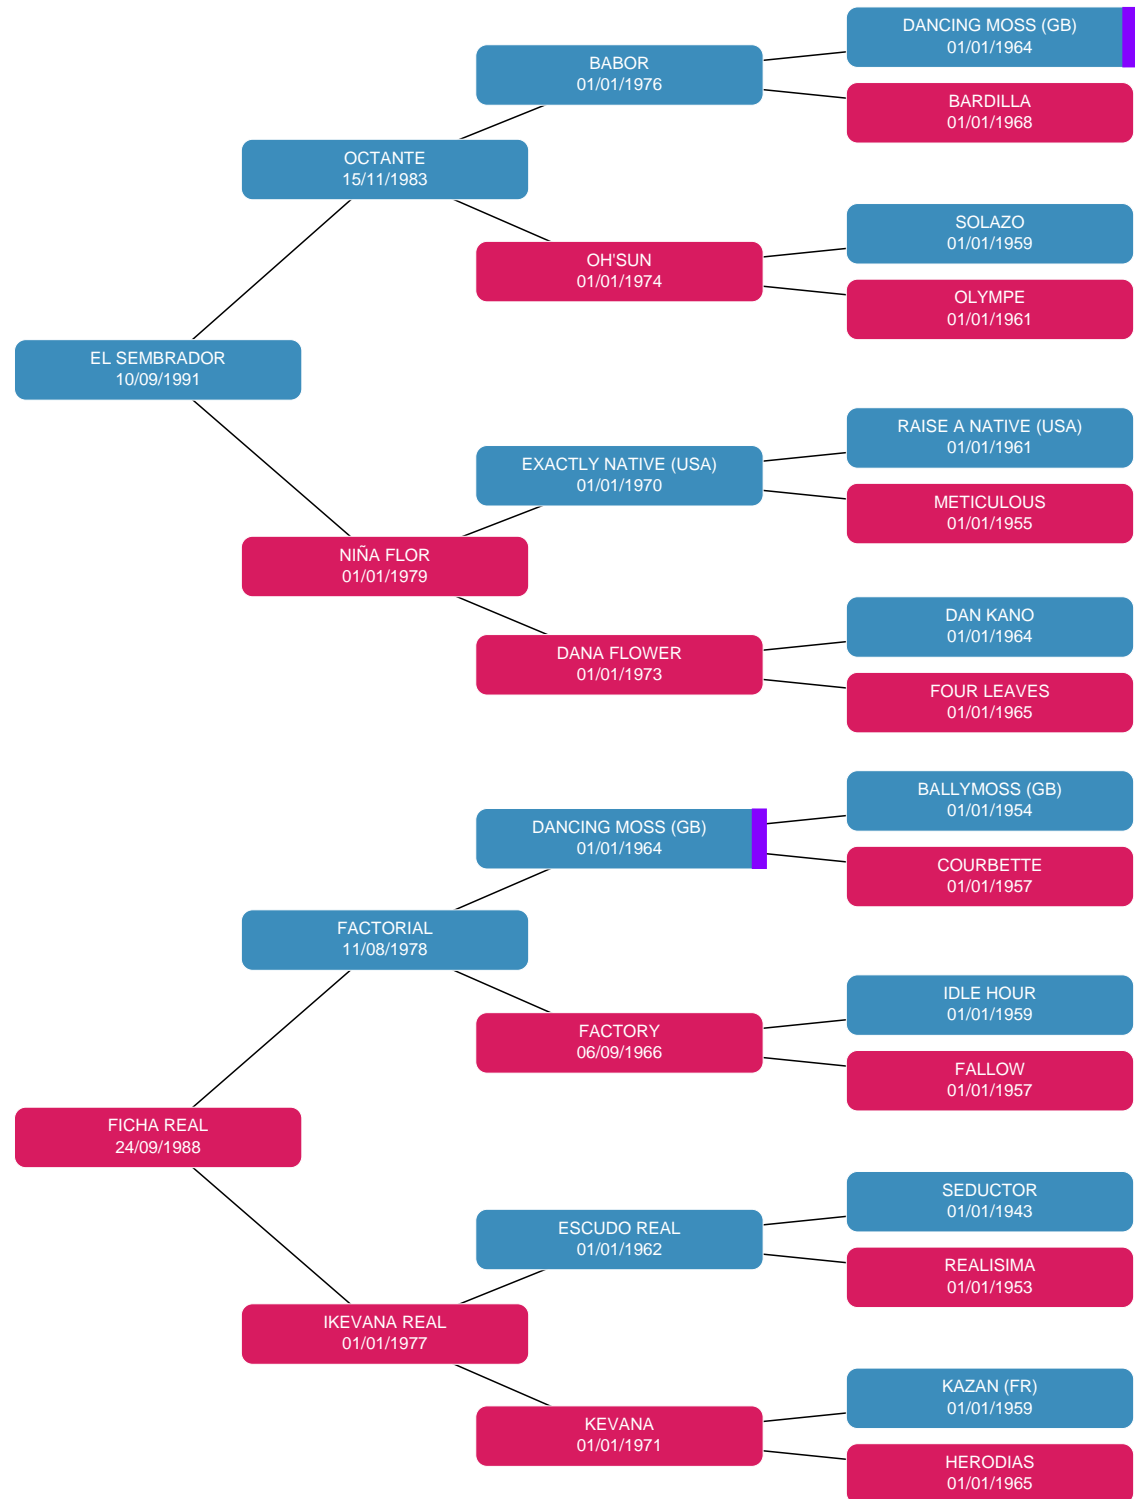 DANCING MOSS (GB)
01/01/1964
BABOR
01/01/1976
BARDILLA
01/01/1968
OCTANTE
15/11/1983
SOLAZO
01/01/1959
OH'SUN
01/01/1974
OLYMPE
01/01/1961
EL SEMBRADOR
10/09/1991
RAISE A NATIVE (USA)
01/01/1961
EXACTLY NATIVE (USA)
01/01/1970
METICULOUS
01/01/1955
NIÑA FLOR
01/01/1979
DAN KANO
01/01/1964
DANA FLOWER
01/01/1973
FOUR LEAVES
01/01/1965
BALLYMOSS (GB)
01/01/1954
DANCING MOSS (GB)
01/01/1964
COURBETTE
01/01/1957
FACTORIAL
11/08/1978
IDLE HOUR
01/01/1959
FACTORY
06/09/1966
FALLOW
01/01/1957
FICHA REAL
24/09/1988
SEDUCTOR
01/01/1943
ESCUDO REAL
01/01/1962
REALISIMA
01/01/1953
IKEVANA REAL
01/01/1977
KAZAN (FR)
01/01/1959
KEVANA
01/01/1971
HERODIAS
01/01/1965